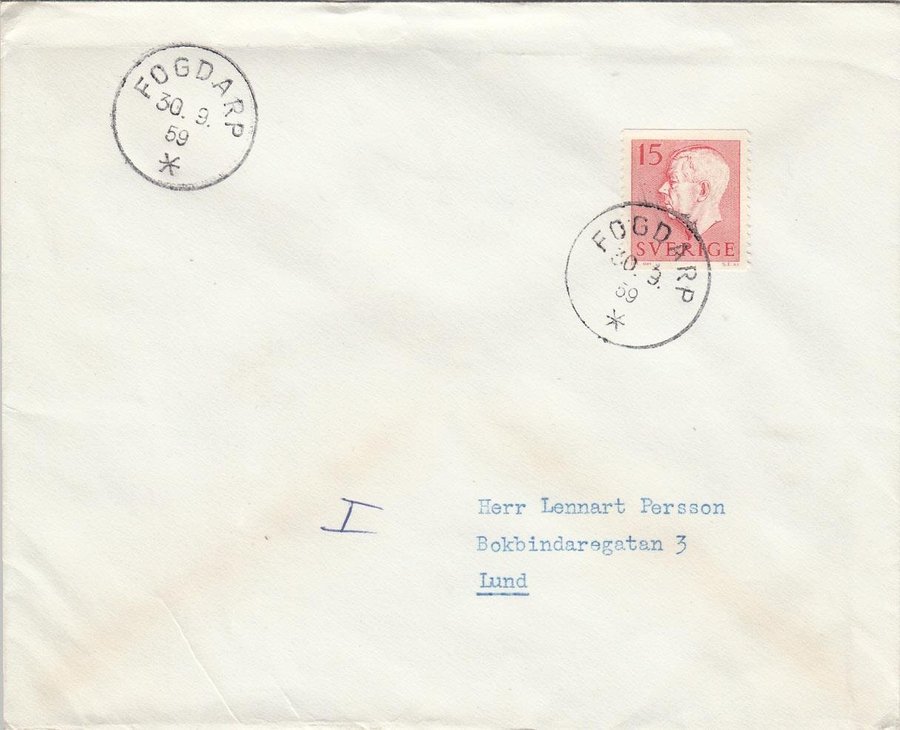 FOGDARP
30. 9.
59
*
15
SVERIGE
FOGDARP
30. 9.
59
*
I
Herr Lennart Persson
Bokbindaregatan 3
Lund